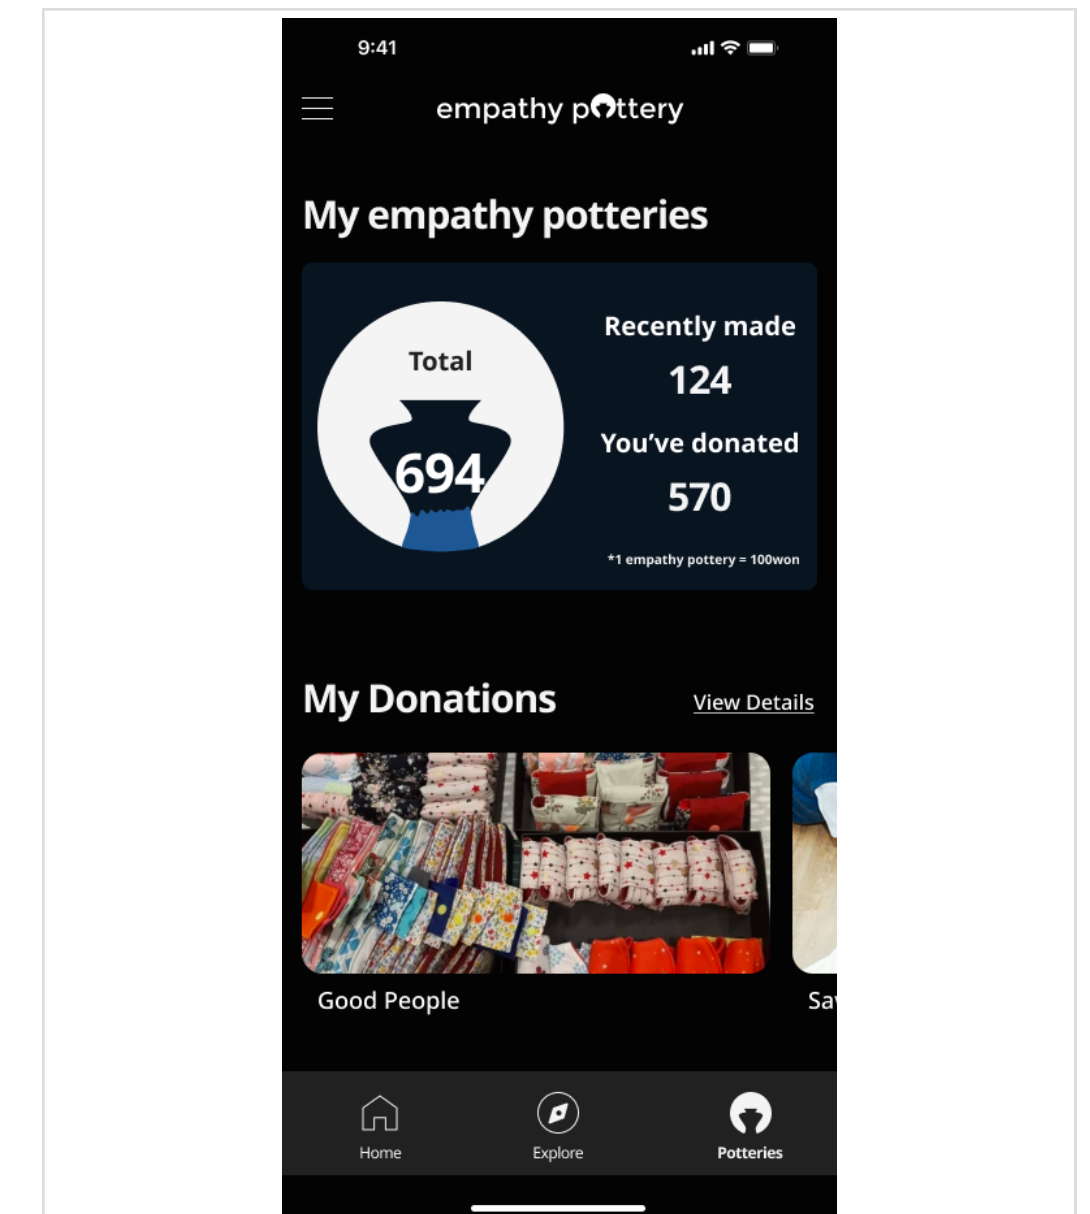 9:41
empathy pottery
My empathy potteries
Total
694
Recently made
124
You’ve donated
570
*1 empathy pottery = 100won
My Donations
View Details
Good People
Home
Explore
Potteries